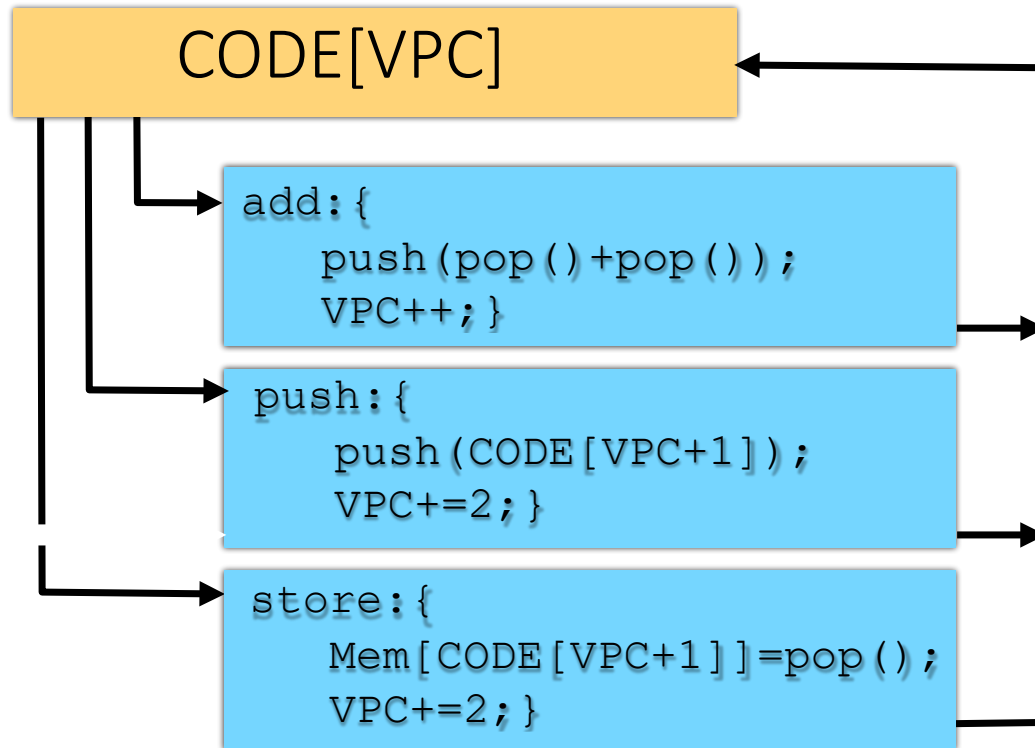 CODE[VPC]
add:{
push(pop()+pop());
VPC++;}
push:{
push(CODE[VPC+1]);
VPC+=2;}
store:{
Mem[CODE[VPC+1]]=pop();
VPC+=2;}